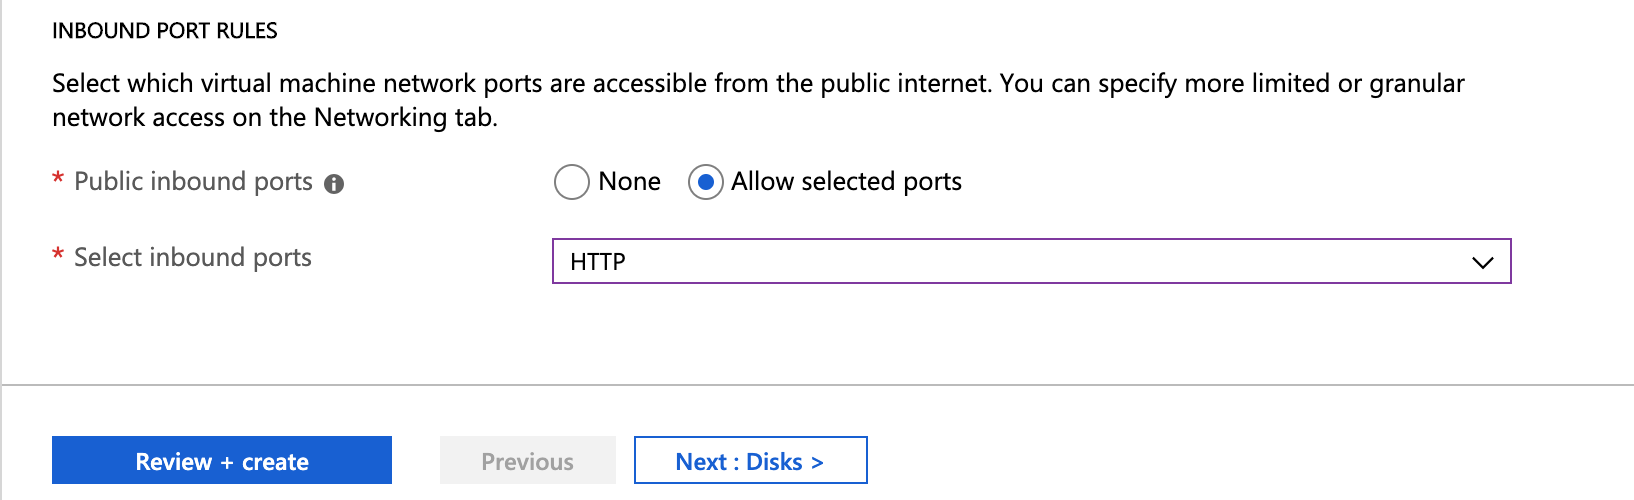 INBOUND PORT RULES
Select which virtual machine network ports are accessible from the public internet. You can specify more limited or granular
network access on the Networking tab.
* Public inbound ports
None
Allow selected ports
* Select inbound ports
HTTP
Review + create
Previous
Next : Disks >